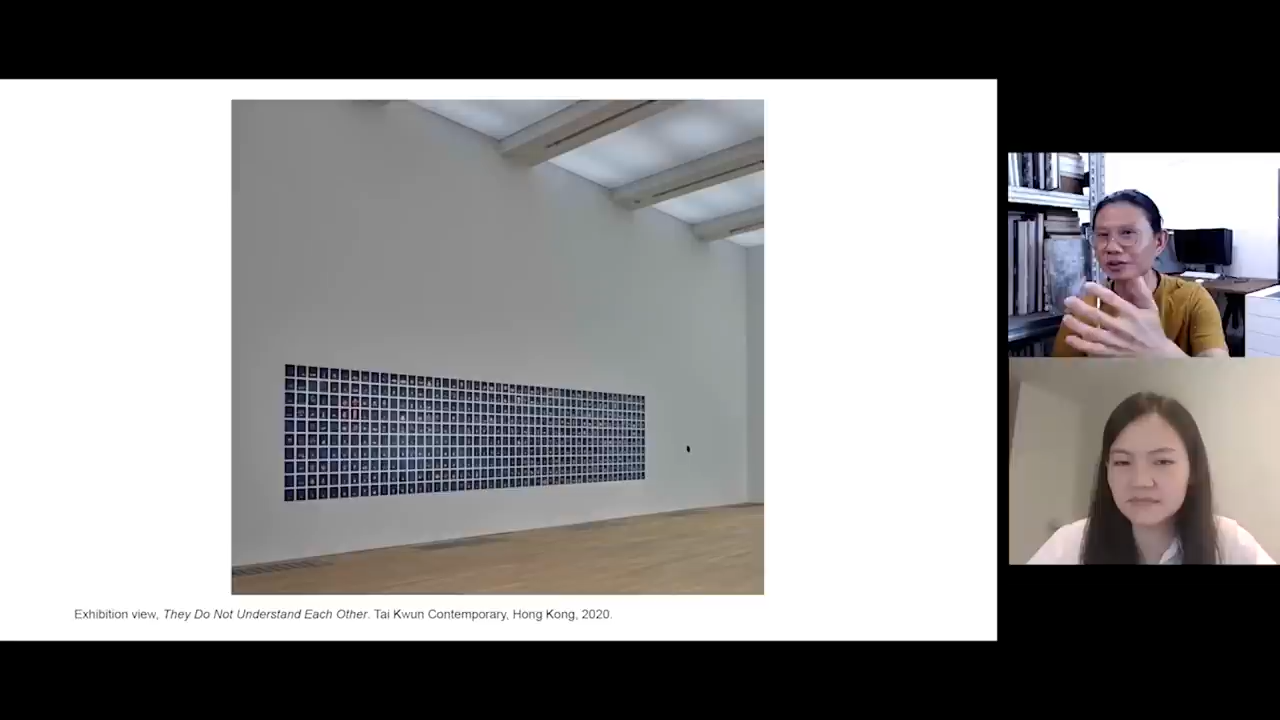 Exhibition view, They Do Not Understand Each Other. Tai Kwun Contemporary, Hong Kong, 2020.